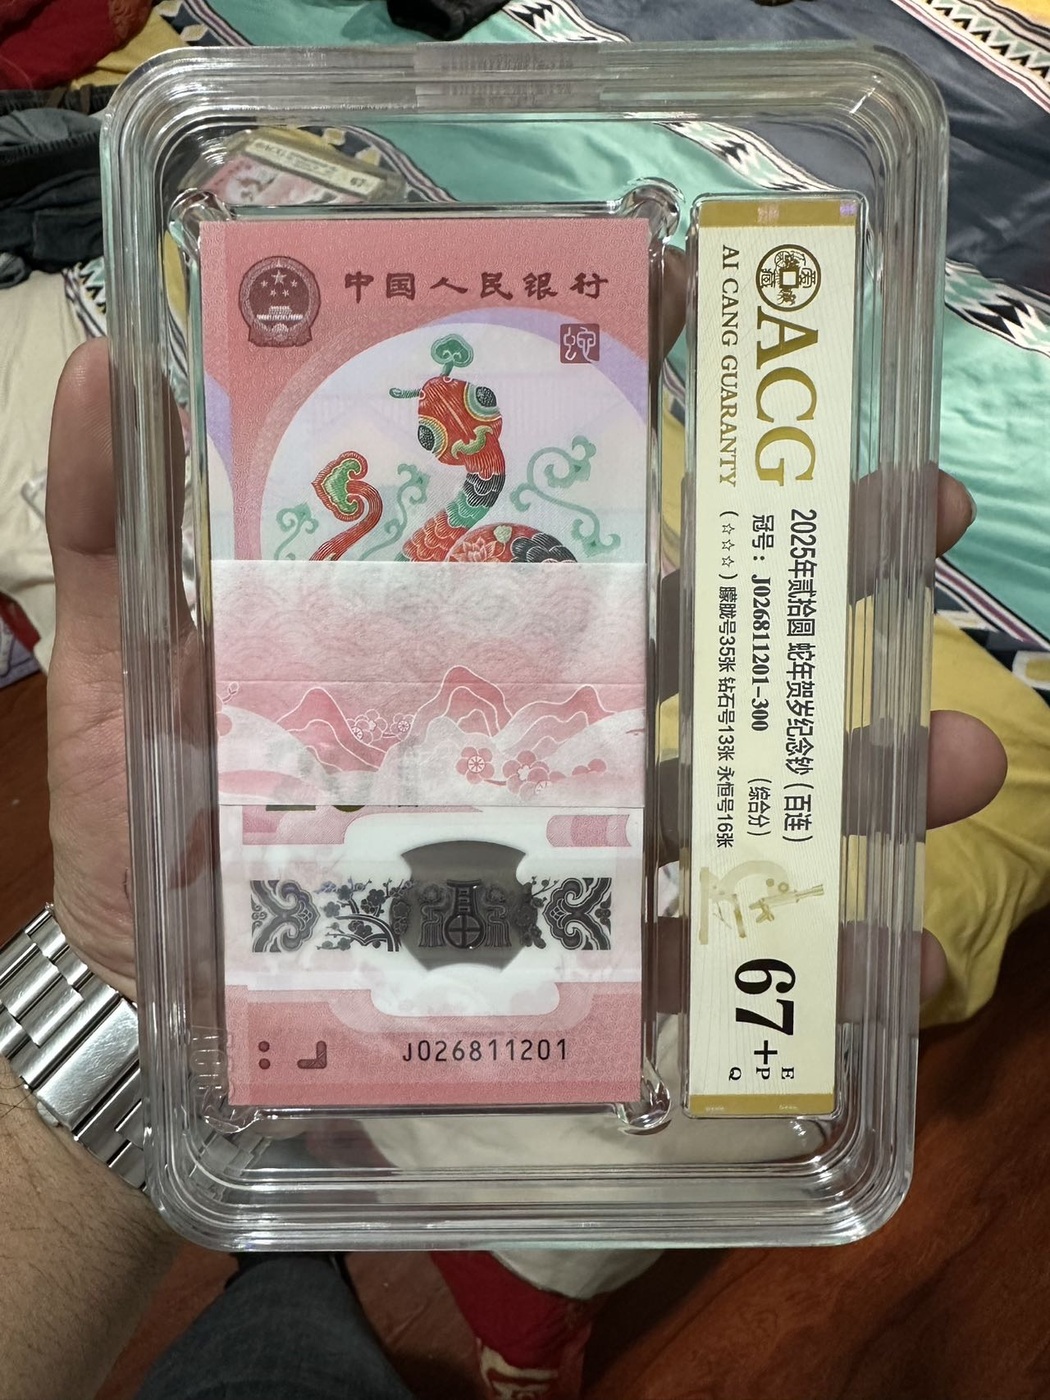 中国人民银行
蛇
J026811201
ACG
AI CANG GUARANTY
2025年贰拾圆 蛇年贺岁纪念钞（百连）
冠号：J026811201-300 （综合分）
（☆☆☆）朦胧号35张 钻石号13张 永恒号16张
67+
E
P
Q